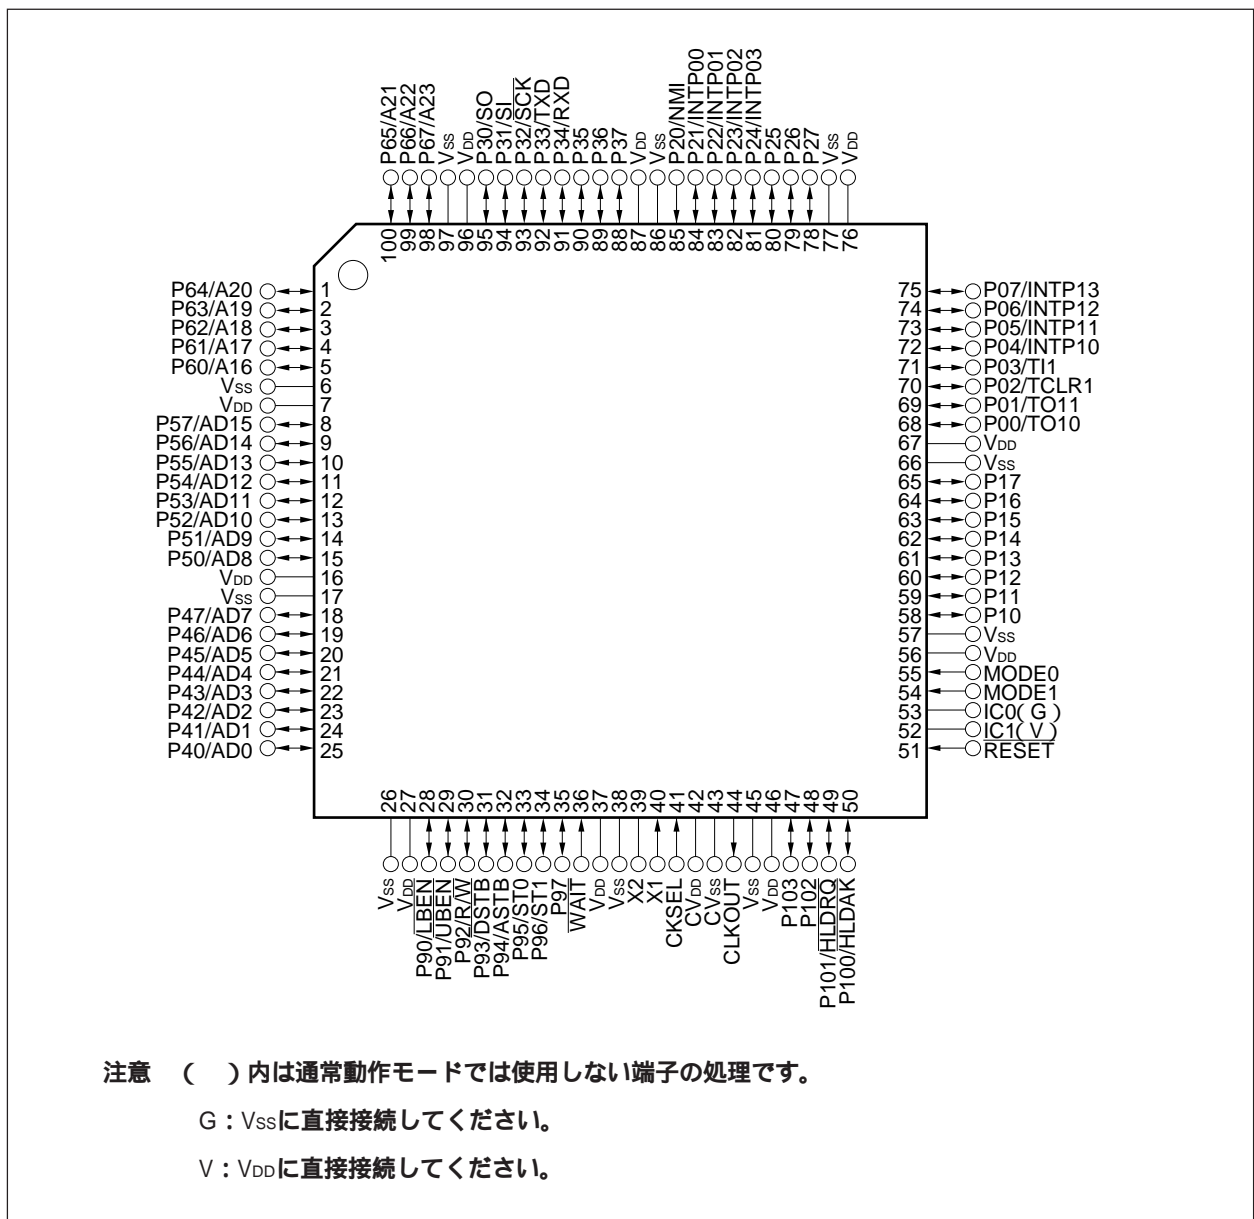 P65/A21
P66/A22
P67/A23
VSS
VDD
P30/SO
P31/SI
P32/SCK
P33/TXD
P34/RXD
P35
P36
P37
VDD
VSS
P20/NMI
P21/INTP00
P22/INTP01
P23/INTP02
P24/INTP03
P25
P26
P27
VSS
VDD
100
99
98
97
96
95
94
93
92
91
90
89
88
87
86
85
84
83
82
81
80
79
78
77
76
P64/A20 1
P63/A19 2
P62/A18 3
P61/A17 4
P60/A16 5
VSS 6
VDD 7
P57/AD15 8
P56/AD14 9
P55/AD13 10
P54/AD12 11
P53/AD11 12
P52/AD10 13
P51/AD9 14
P50/AD8 15
VDD 16
VSS 17
P47/AD7 18
P46/AD6 19
P45/AD5 20
P44/AD4 21
P43/AD3 22
P42/AD2 23
P41/AD1 24
P40/AD0 25
75 P07/INTP13
74 P06/INTP12
73 P05/INTP11
72 P04/INTP10
71 P03/TI1
70 P02/TCLR1
69 P01/TO11
68 P00/TO10
67 VDD
66 VSS
65 P17
64 P16
63 P15
62 P14
61 P13
60 P12
59 P11
58 P10
57 VSS
56 VDD
55 MODE0
54 MODE1
53 IC0(G)
52 IC1(V)
51 RESET
26
27
28
29
30
31
32
33
34
35
36
37
38
39
40
41
42
43
44
45
46
47
48
49
50
VSS
VDD
P90/LBEN
P91/UBEN
P92/R/W
P93/DSTB
P94/ASTB
P95/ST0
P96/ST1
P97
WAIT
VDD
VSS
X2
X1
CKSEL
CVDD
CVSS
CLKOUT
VSS
VDD
P103
P102
P101/HLDRQ
P100/HLDAK
注意 (　)内は通常動作モードでは使用しない端子の処理です。
G：VSSに直接接続してください。
V：VDDに直接接続してください。